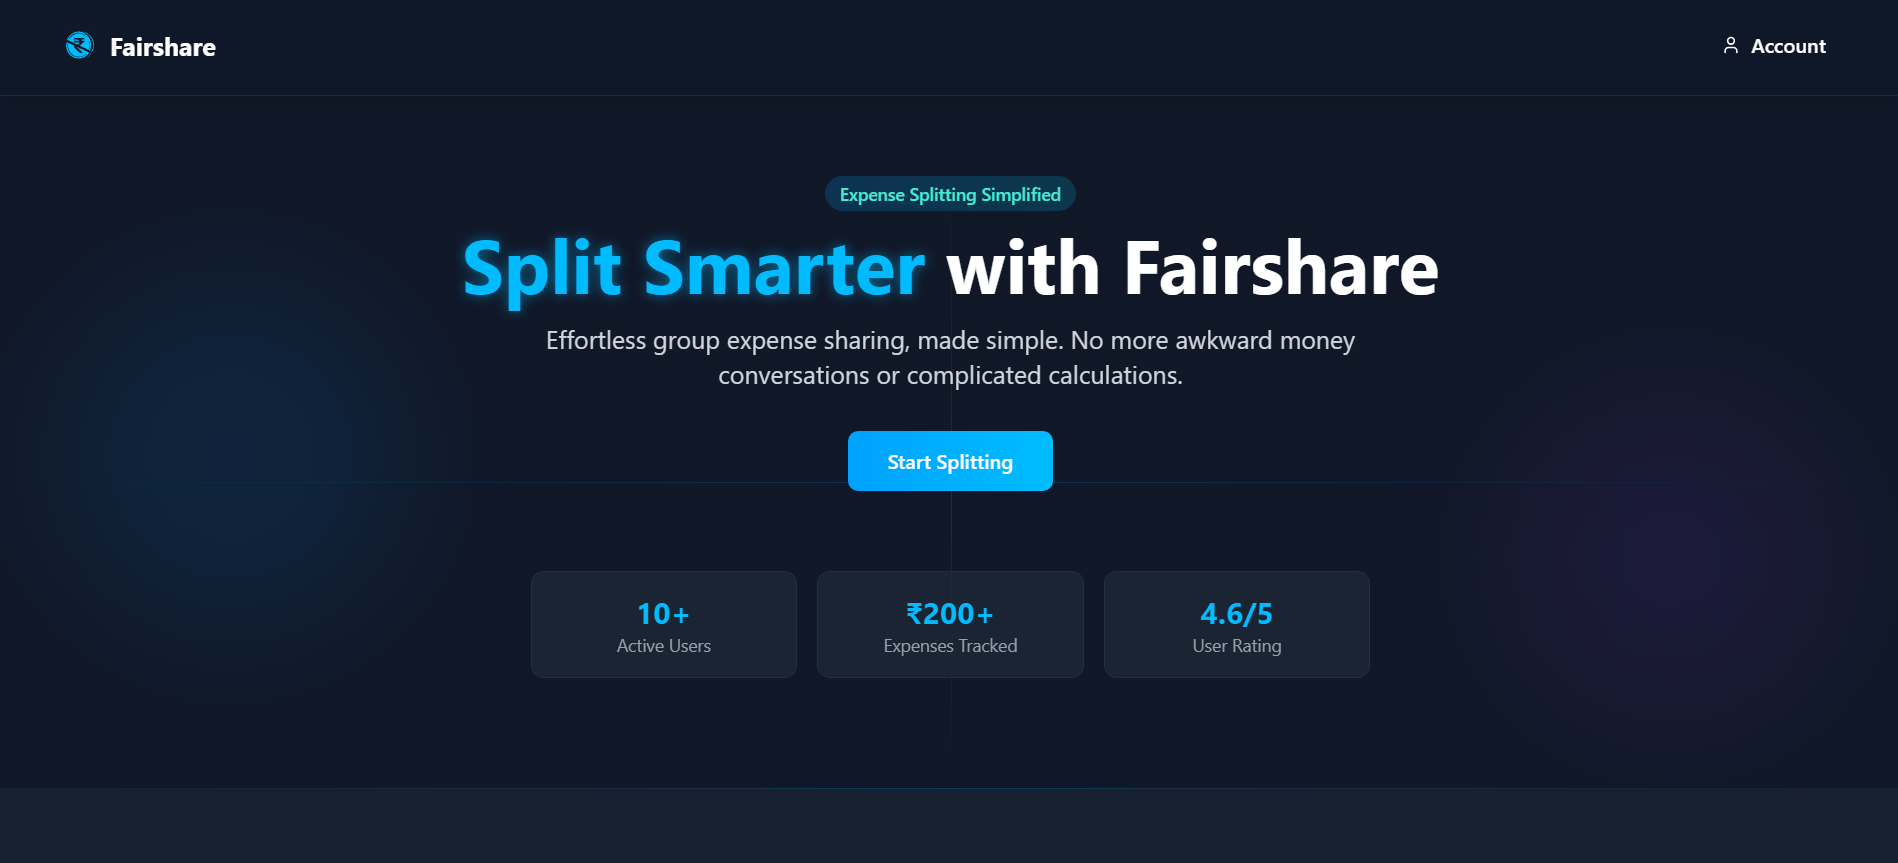 Fairshare
Account
Expense Splitting Simplified
Split Smarter with Fairshare
Effortless group expense sharing, made simple. No more awkward money
conversations or complicated calculations.
Start Splitting
10+
Active Users
₹200+
Expenses Tracked
4.6/5
User Rating